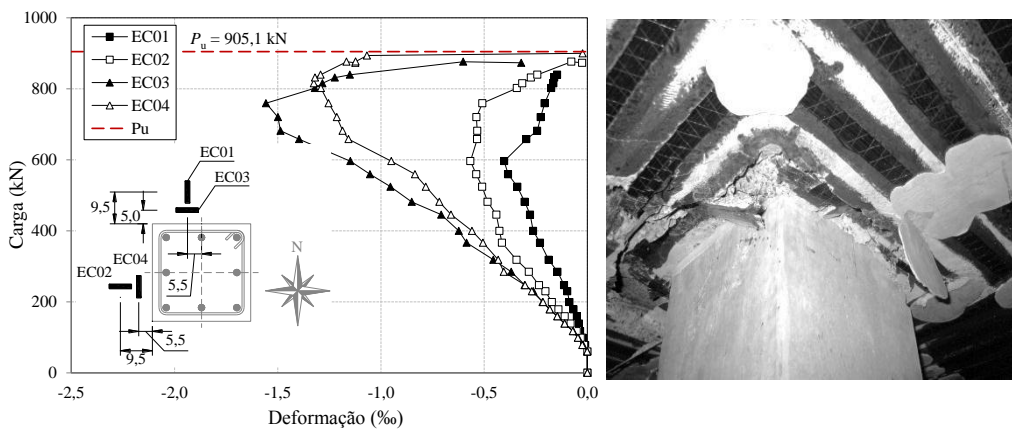 1000
800
600
400
200
0
Carga (kN)
EC01
EC02
EC03
EC04
Pu
Pu = 905,1 kN
EC01
EC03
9,5
5,0
EC04
EC02
5,5
N
5,5
9,5
-2,5
-2,0
-1,5
-1,0
-0,5
0,0
Deformação (‰)